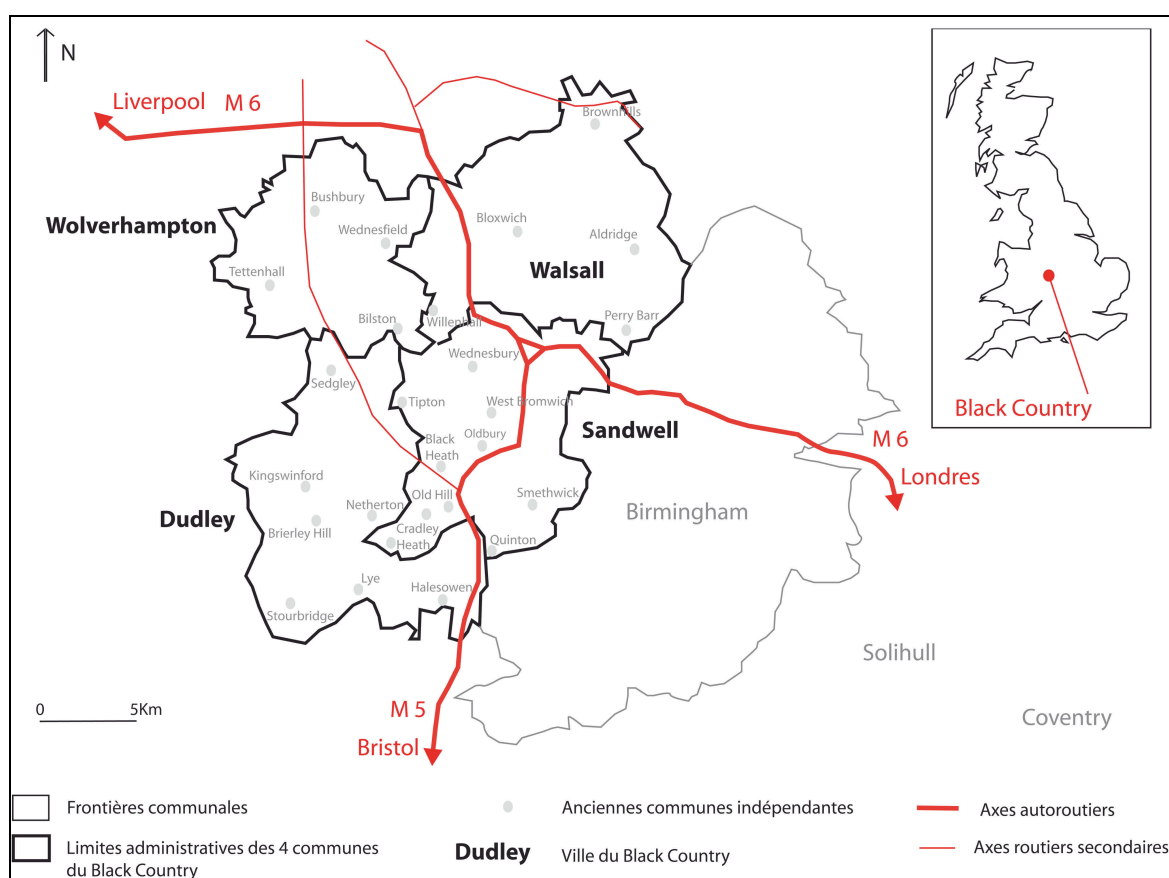 N
Liverpool M 6
Brownhills
Bushbury
Wolverhampton
Wednesfield
Bloxwich
Aldridge
Walsall
Tettenhall
Bilston
Willenhall
Perry Barr
Wednesbury
Sedgley
Tipton
West Bromwich
Sandwell
Oldbury
Black
Heath
Kingswinford
Old Hill
Smethwick
Netherton
Dudley
Brierley Hill
Cradley
Heath
Quinton
Birmingham
Lye
Halesowen
Stourbridge
M 6
Londres
Black Country
Solihull
Coventry
0 5Km
M 5
Bristol
Frontières communales
Anciennes communes indépendantes
Axes autoroutiers
Limites administratives des 4 communes
du Black Country
Dudley Ville du Black Country
Axes routiers secondaires